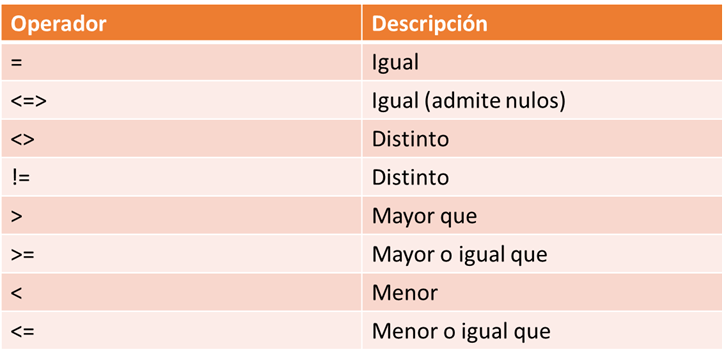 Operador Descripción
= Igual
<=> Igual (admite nulos)
<> Distinto
!= Distinto
> Mayor que
>= Mayor o igual que
< Menor
<= Menor o igual que